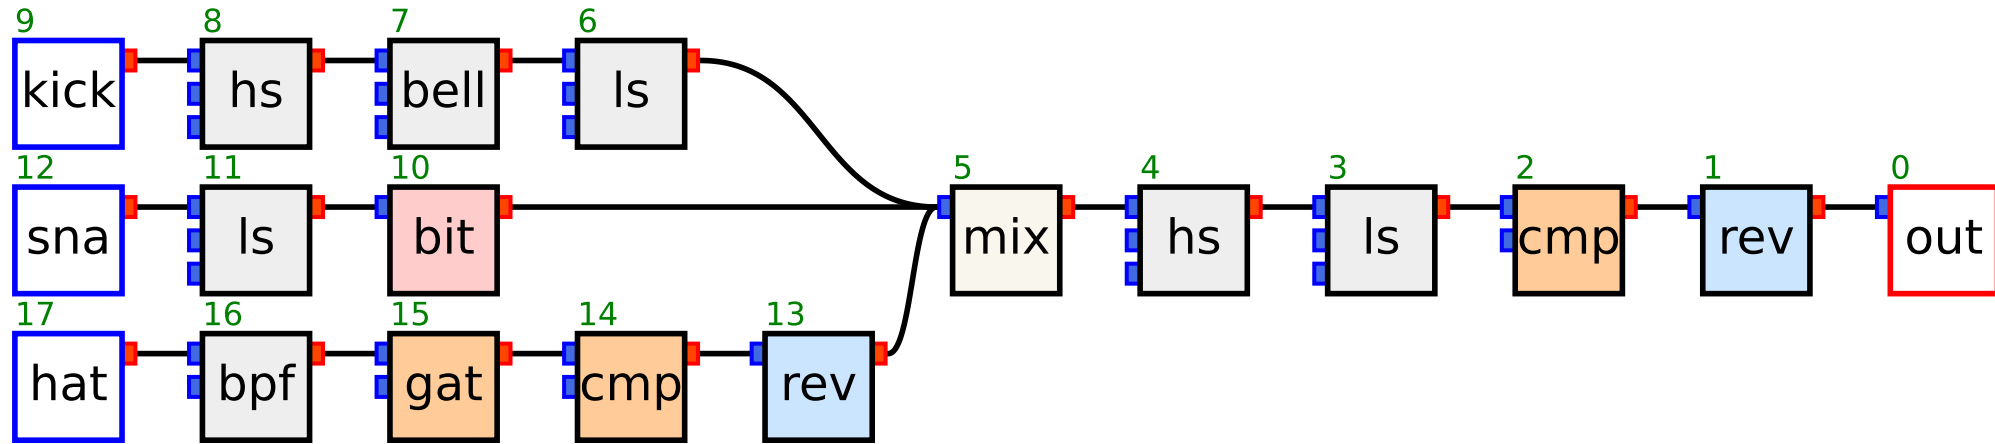 9 8 7 6
kick hs bell ls
12 11 10 5 4 3 2 1 0
sna ls bit mix hs ls cmp rev out
17 16 15 14 13
hat bpf gat cmp rev